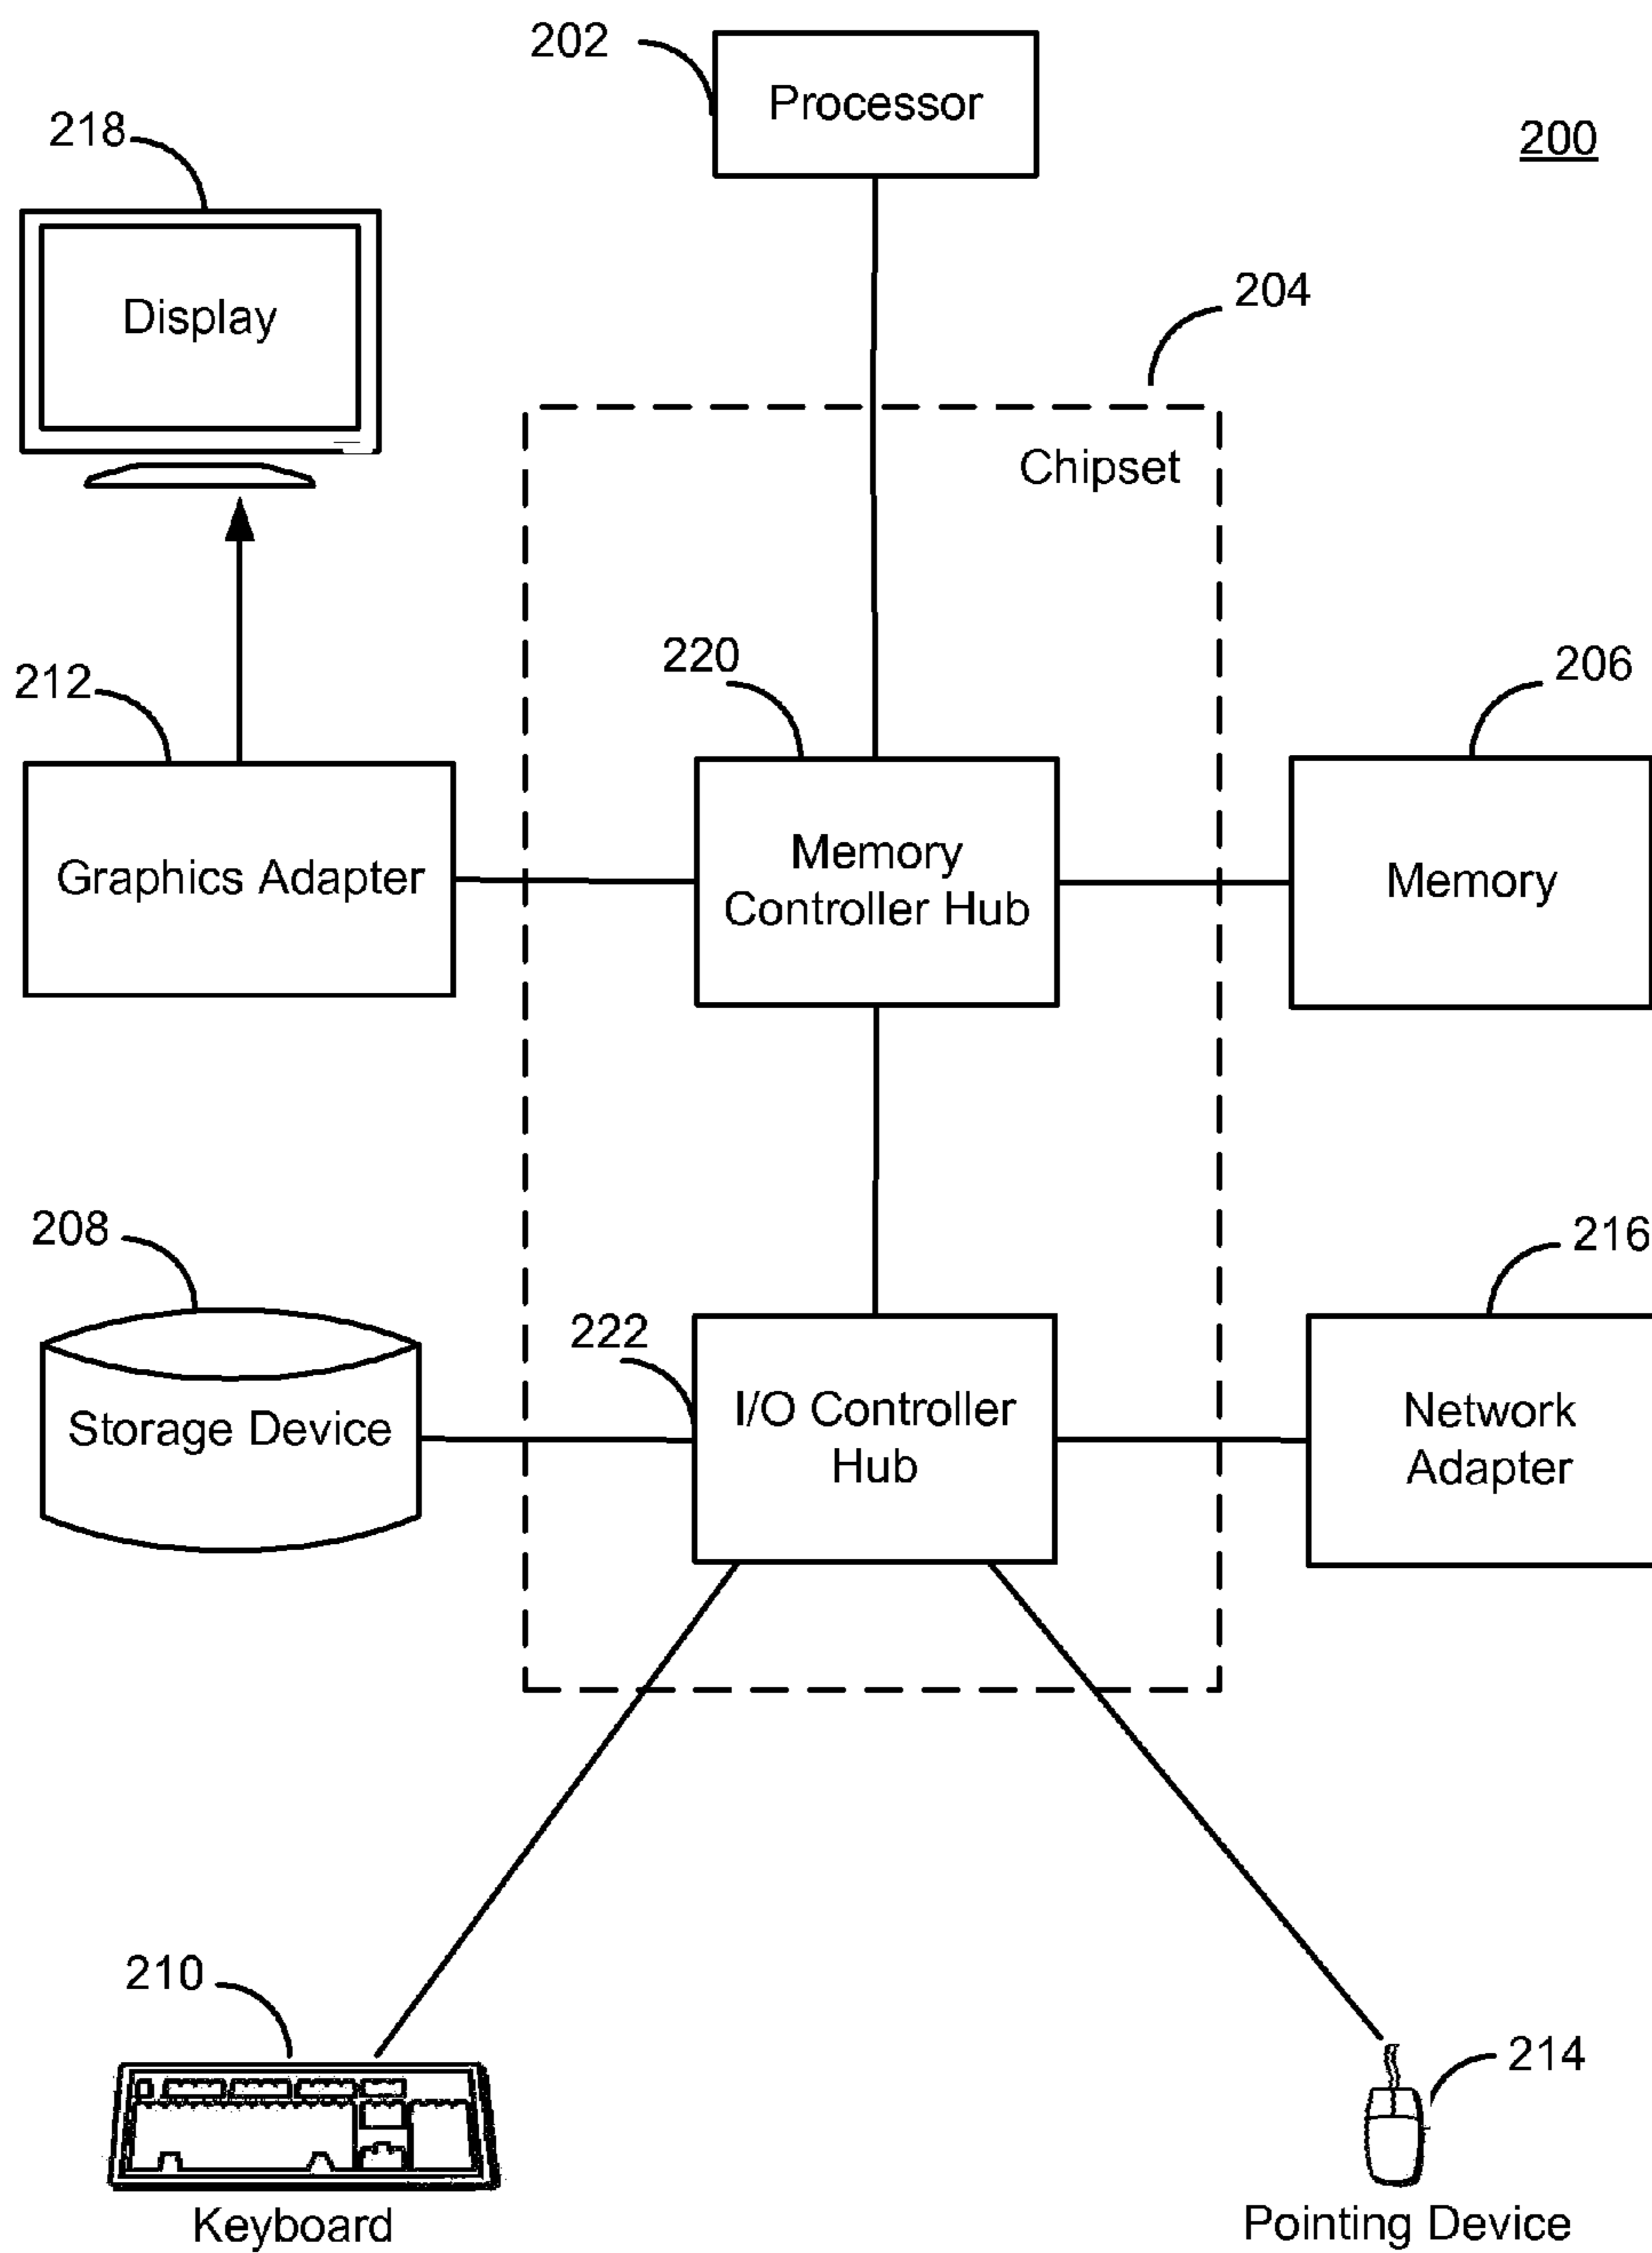 202
Processor
200
218
Display
204
Chipset
220
212
206
Graphics Adapter
Memory
Controller Hub
Memory
208
216
222
Storage Device
I/O Controller
Hub
Network
Adapter
210
214
Keyboard
Pointing Device